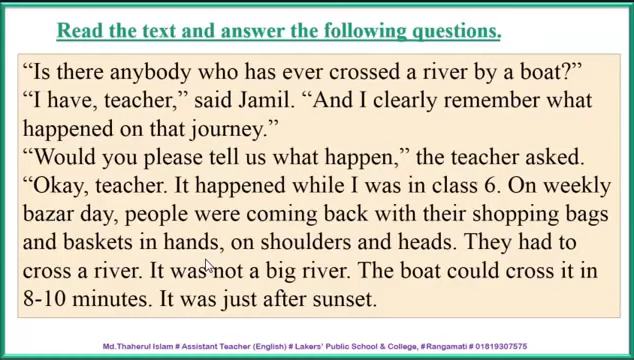 Read the text and answer the following questions.
“Is there anybody who has ever crossed a river by a boat?”
“I have, teacher,” said Jamil. “And I clearly remember what
happened on that journey.”
“Would you please tell us what happen,” the teacher asked.
“Okay, teacher. It happened while I was in class 6. On weekly
bazar day, people were coming back with their shopping bags
and baskets in hands, on shoulders and heads. They had to
cross a river. It was not a big river. The boat could cross it in
8-10 minutes. It was just after sunset.
Md.Thaherul Islam # Assistant Teacher (English) # Lakers’ Public School & College, #Rangamati # 01819307575